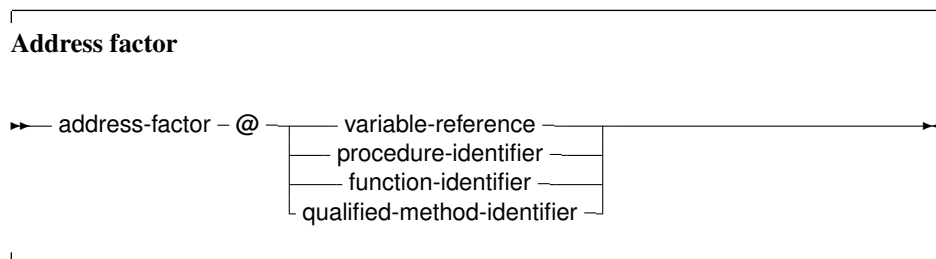 Address factor
address-factor @ variable-reference
procedure-identifier
function-identifier
qualified-method-identifier